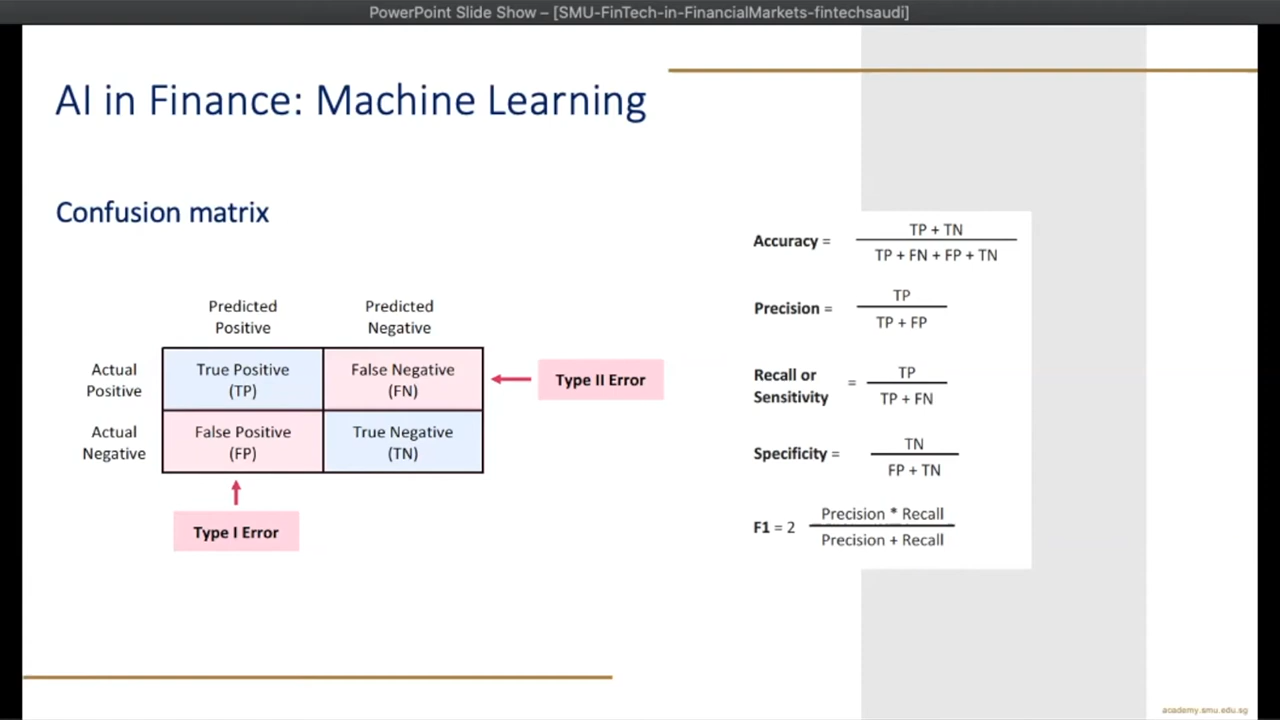 PowerPoint Slide Show – [SMU-FinTech-in-FinancialMarkets-fintechsaudi]
AI in Finance: Machine Learning
Confusion matrix
Predicted Positive
Predicted Negative
Actual Positive
True Positive (TP)
False Negative (FN)
Type II Error
Actual Negative
False Positive (FP)
True Negative (TN)
Type I Error
Accuracy =
TP + TN
TP + FN + FP + TN
Precision =
TP
TP + FP
Recall or Sensitivity =
TP
TP + FN
Specificity =
TN
FP + TN
F1 = 2
Precision * Recall
Precision + Recall
academy.smu.edu.sg